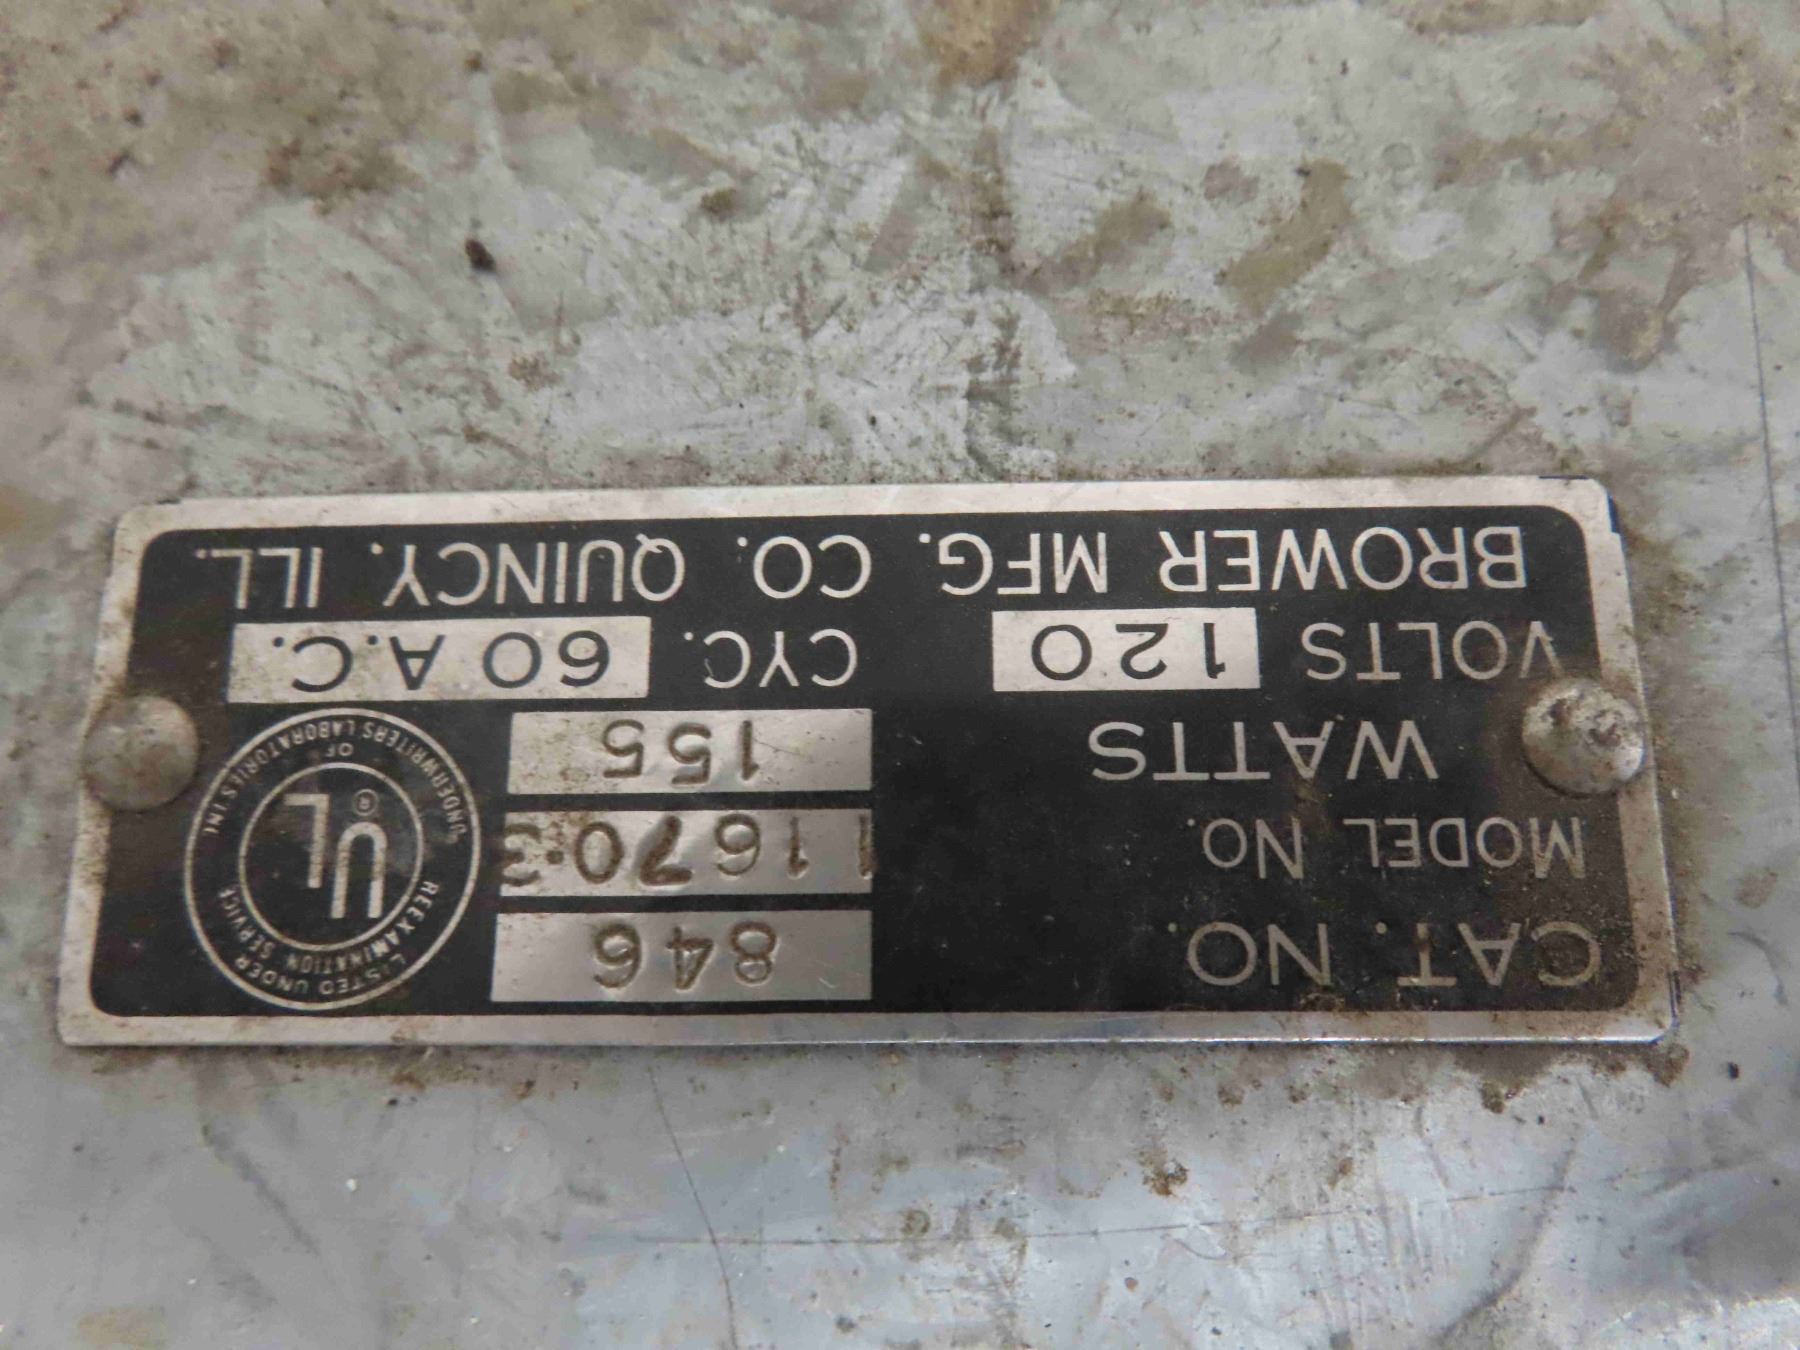 CAT. NO. 846
MODEL NO. 11670-3
WATTS 155
VOLTS 120 CYC. 60 A.C.
BROWER MFG. CO. QUINCY, ILL.
LISTED UNDER
REEXAMINATION SERVICE
UL®
OF
UNDERWRITERS LABORATORIES INC